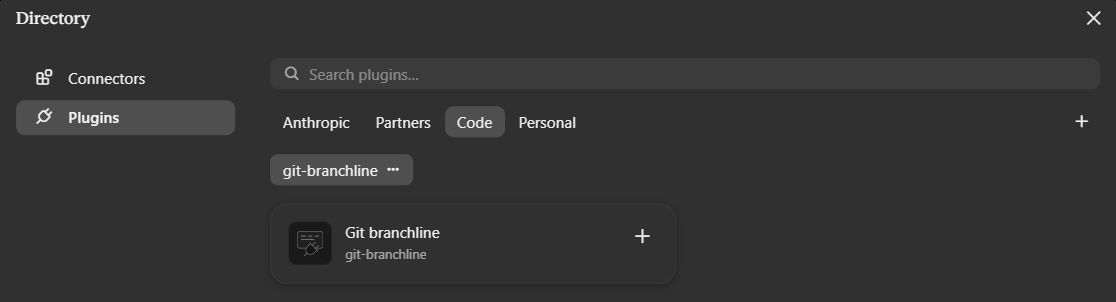 Directory
Connectors
Plugins
Search plugins...
Anthropic Partners Code Personal
git-branchline ···
Git branchline
git-branchline